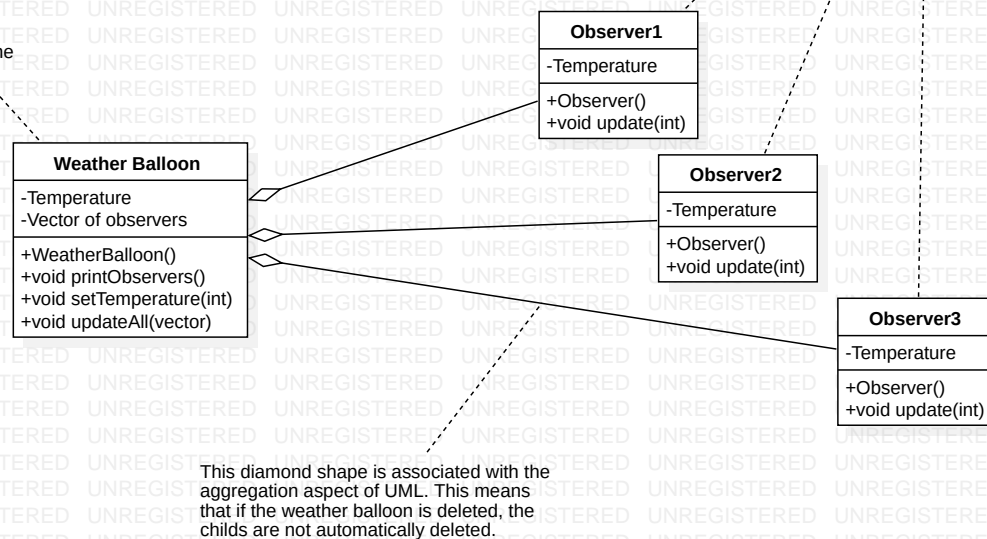 ne
Observer1
-Temperature
+Observer()
+void update(int)
Weather Balloon
-Temperature
-Vector of observers
+WeatherBalloon()
+void printObservers()
+void setTemperature(int)
+void updateAll(vector)
Observer2
-Temperature
+Observer()
+void update(int)
Observer3
-Temperature
+Observer()
+void update(int)
This diamond shape is associated with the
aggregation aspect of UML. This means
that if the weather balloon is deleted, the
childs are not automatically deleted.
UNREGISTERED